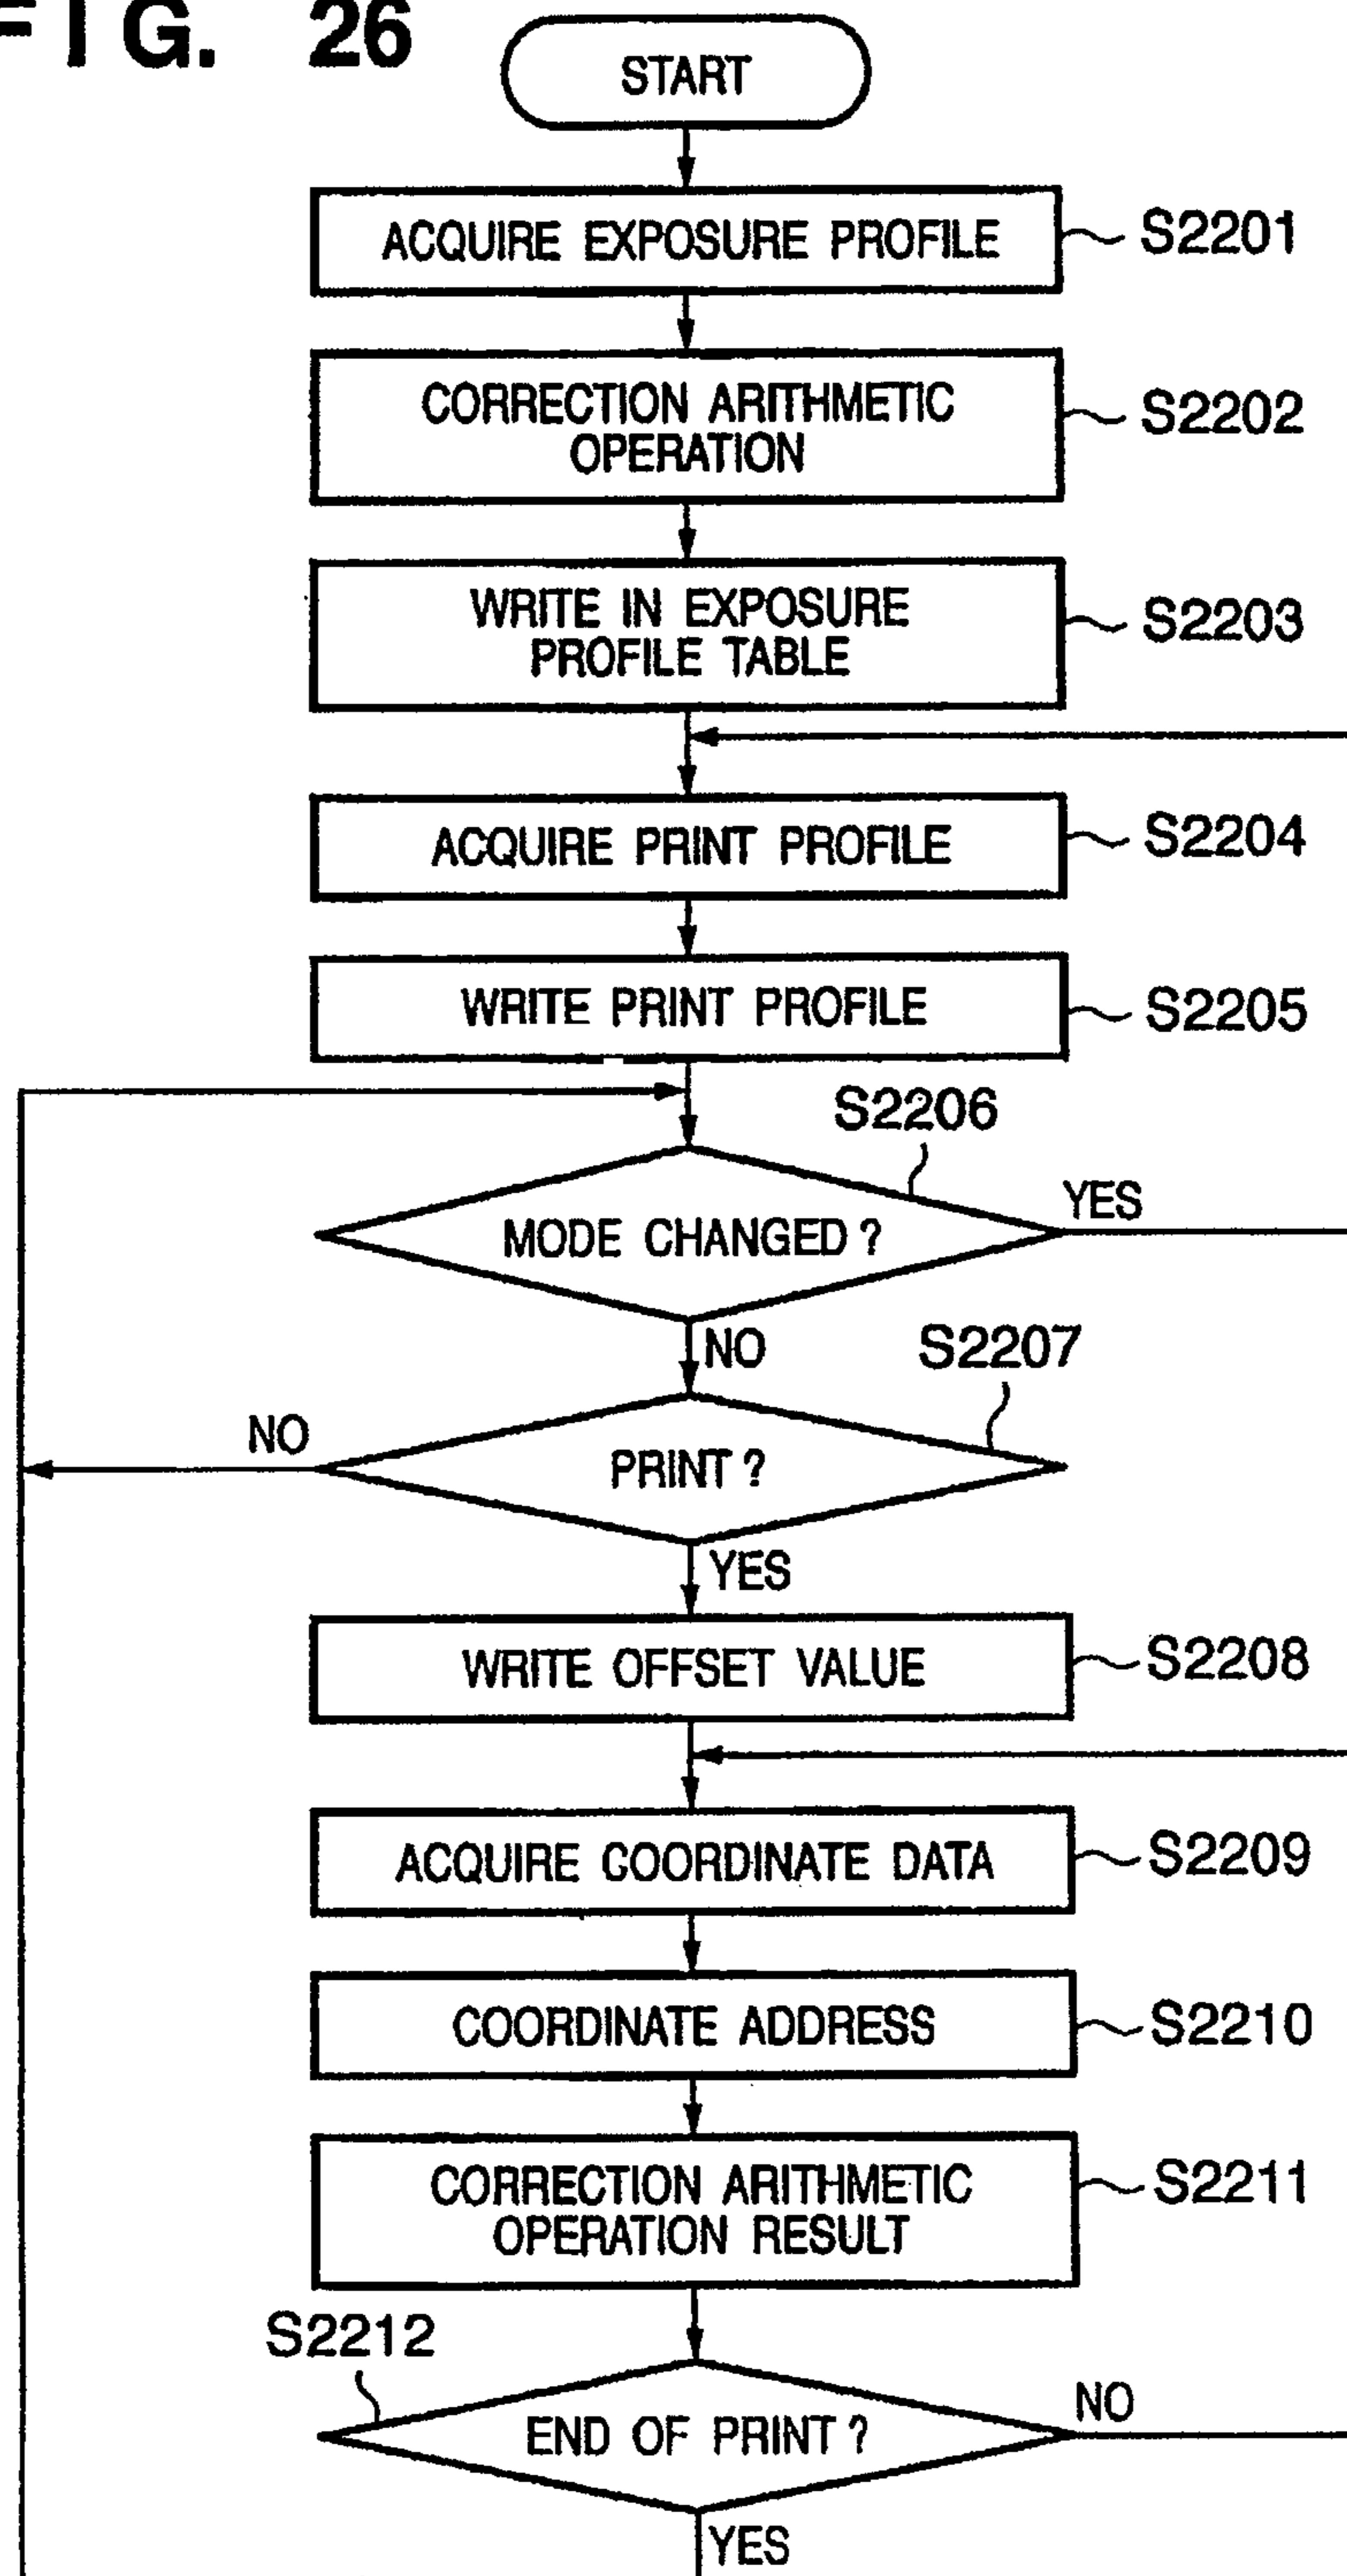 FIG. 26
START
ACQUIRE EXPOSURE PROFILE
S2201
CORRECTION ARITHMETIC
OPERATION
S2202
WRITE IN EXPOSURE
PROFILE TABLE
S2203
ACQUIRE PRINT PROFILE
S2204
WRITE PRINT PROFILE
S2205
S2206
MODE CHANGED ?
YES
NO
S2207
PRINT ?
NO
YES
WRITE OFFSET VALUE
S2208
ACQUIRE COORDINATE DATA
S2209
COORDINATE ADDRESS
S2210
CORRECTION ARITHMETIC
OPERATION RESULT
S2211
S2212
END OF PRINT ?
NO
YES